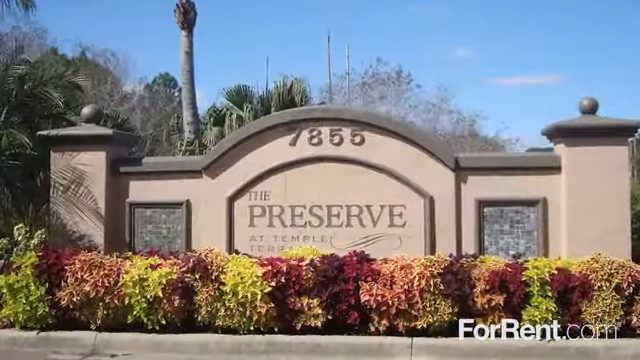 7855
THE
PRESERVE
AT TEMPLE
TERRACE
ForRent.com